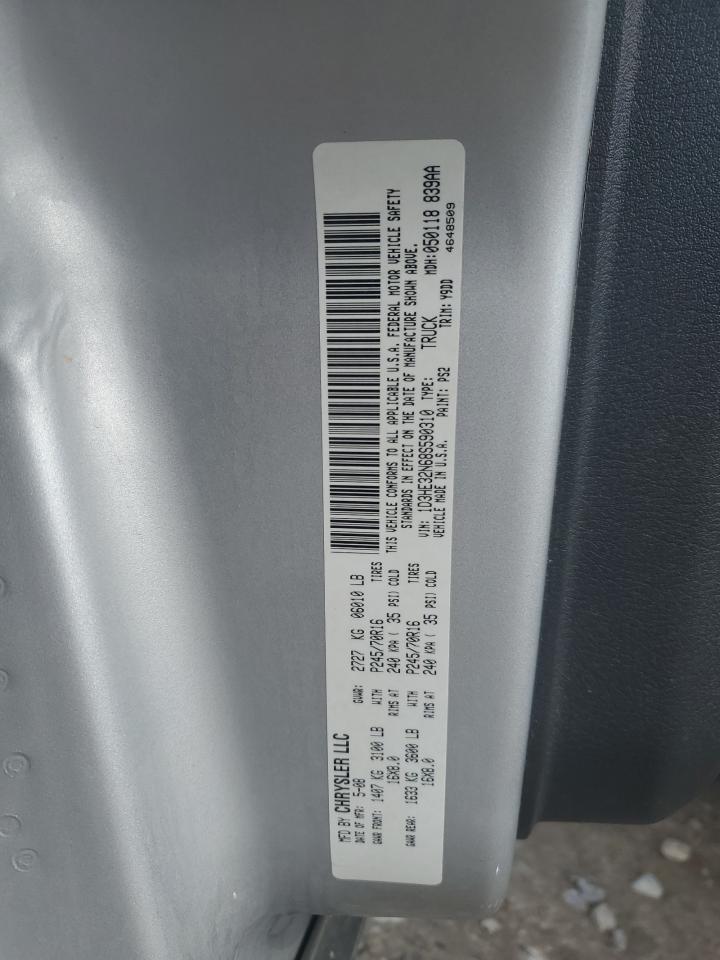 MFD BY CHRYSLER LLC
DATE OF MFR: 5-08 GVWR: 2727 KG 06010 LB
GAWR FRONT: 1407 KG 3100 LB WITH P245/70R16 TIRES
16X8.0 RIMS AT 240 KPA ( 35 PSI) COLD
GAWR REAR: 1633 KG 3600 LB WITH P245/70R16 TIRES
16X8.0 RIMS AT 240 KPA ( 35 PSI) COLD
THIS VEHICLE CONFORMS TO ALL APPLICABLE U.S.A. FEDERAL MOTOR VEHICLE SAFETY
STANDARDS IN EFFECT ON THE DATE OF MANUFACTURE SHOWN ABOVE.
VIN: 1D3HE32N68S590310 TYPE: TRUCK MDH:050118 839AA
VEHICLE MADE IN U.S.A. PAINT: PS2 TRIM: Y9DD 4648509